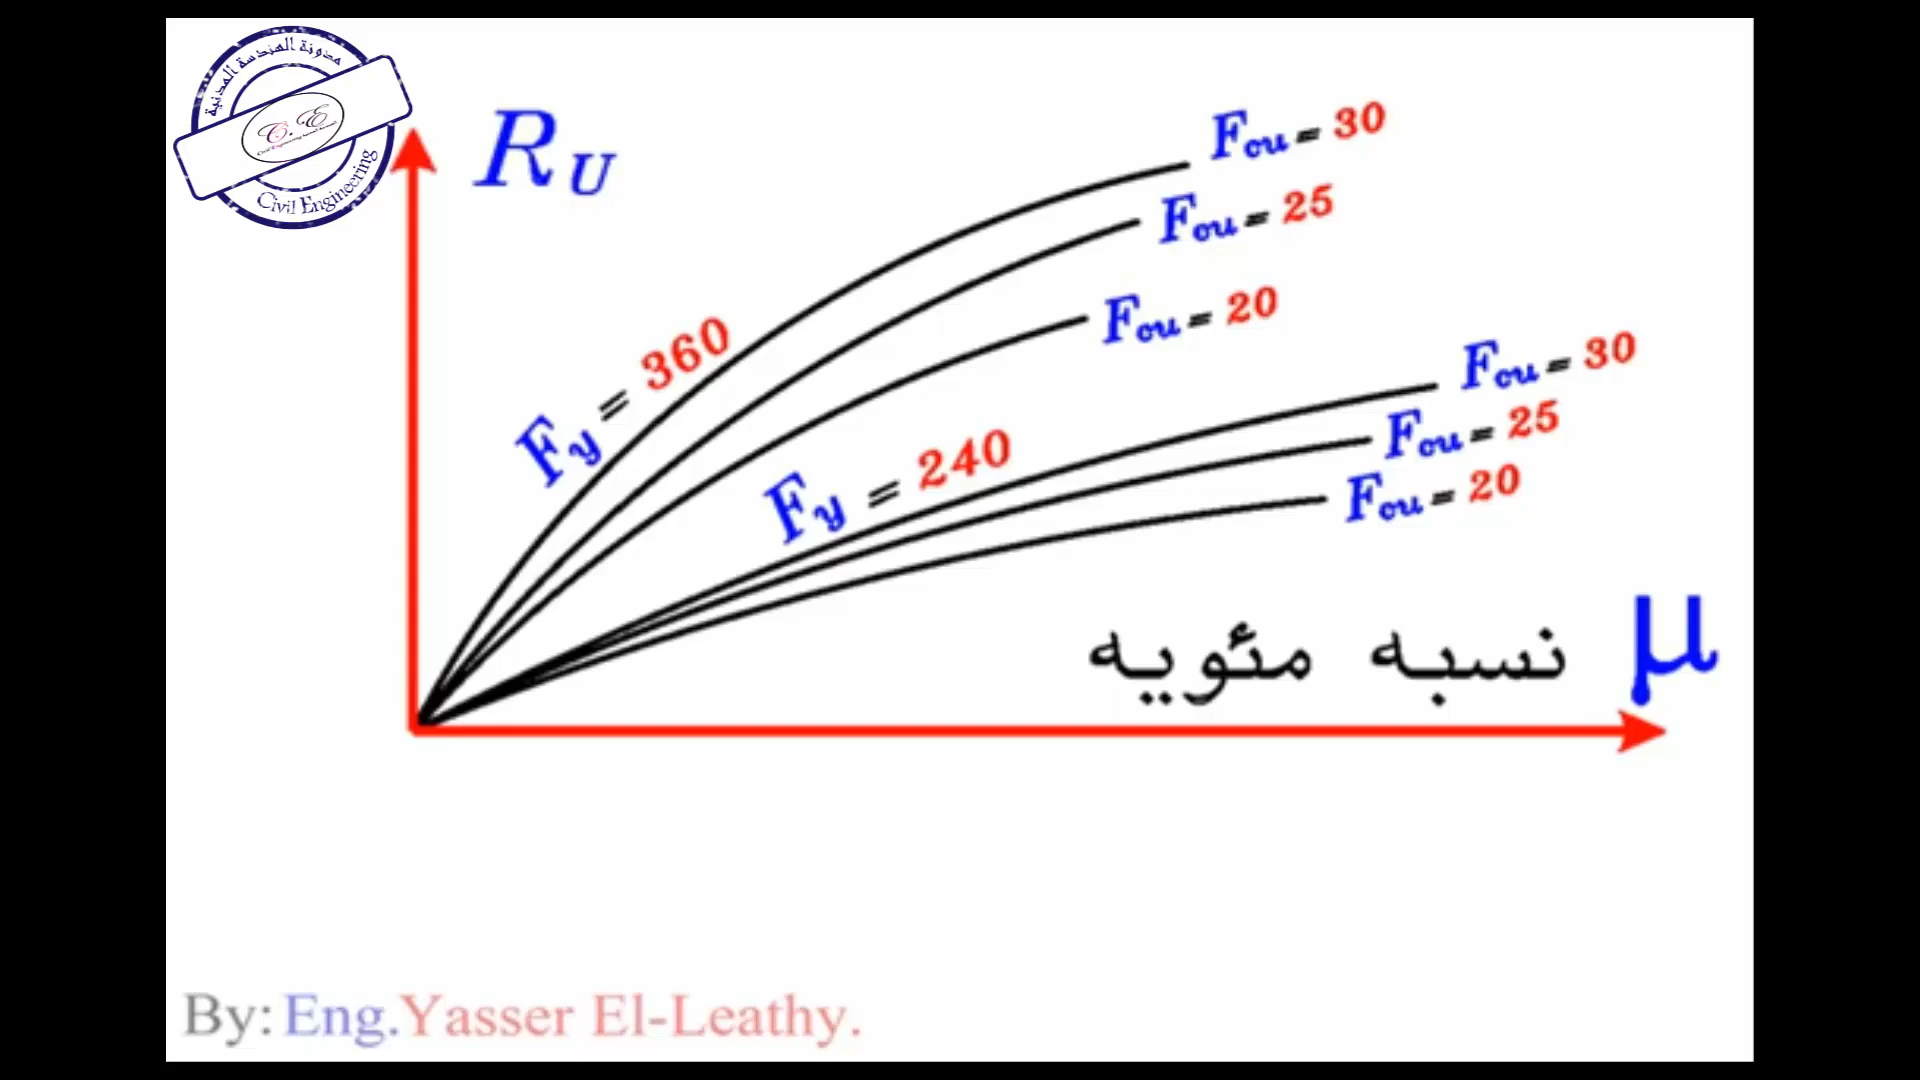 مدونة الهندسة المدنية
C.E
Civil Engineering
RU
Fcu = 30
Fcu = 25
Fcu = 20
Fy = 360
Fcu = 30
Fcu = 25
Fcu = 20
Fy = 240
نسبه مئويه μ
By: Eng.Yasser El-Leathy.